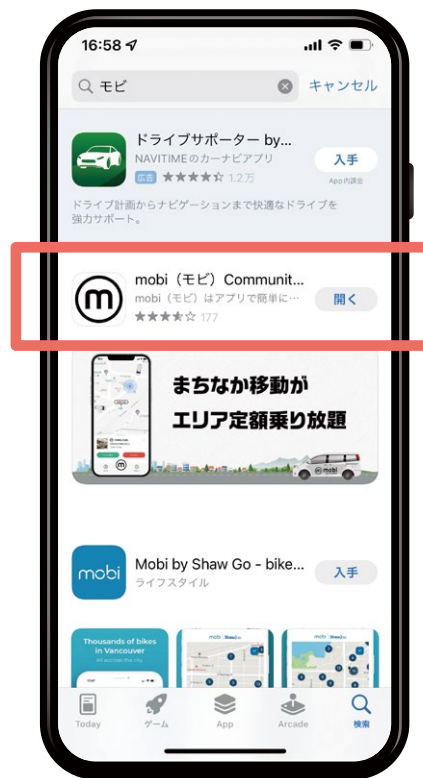 16:58
モビ
キャンセル
ドライブサポーター by...
NAVITIMEのカーナビアプリ
広告 1.2万
入手
App内課金
ドライブ計画からナビゲーションまで快適なドライブを
強力サポート。
mobi（モビ）Communit...
mobi（モビ）はアプリで簡単に…
177
開く
まちなか移動が
エリア定額乗り放題
m
mobi
mobi
Mobi by Shaw Go - bike...
ライフスタイル
入手
Thousands of bikes
in Vancouver
All across the city
Today
ゲーム
App
Arcade
検索